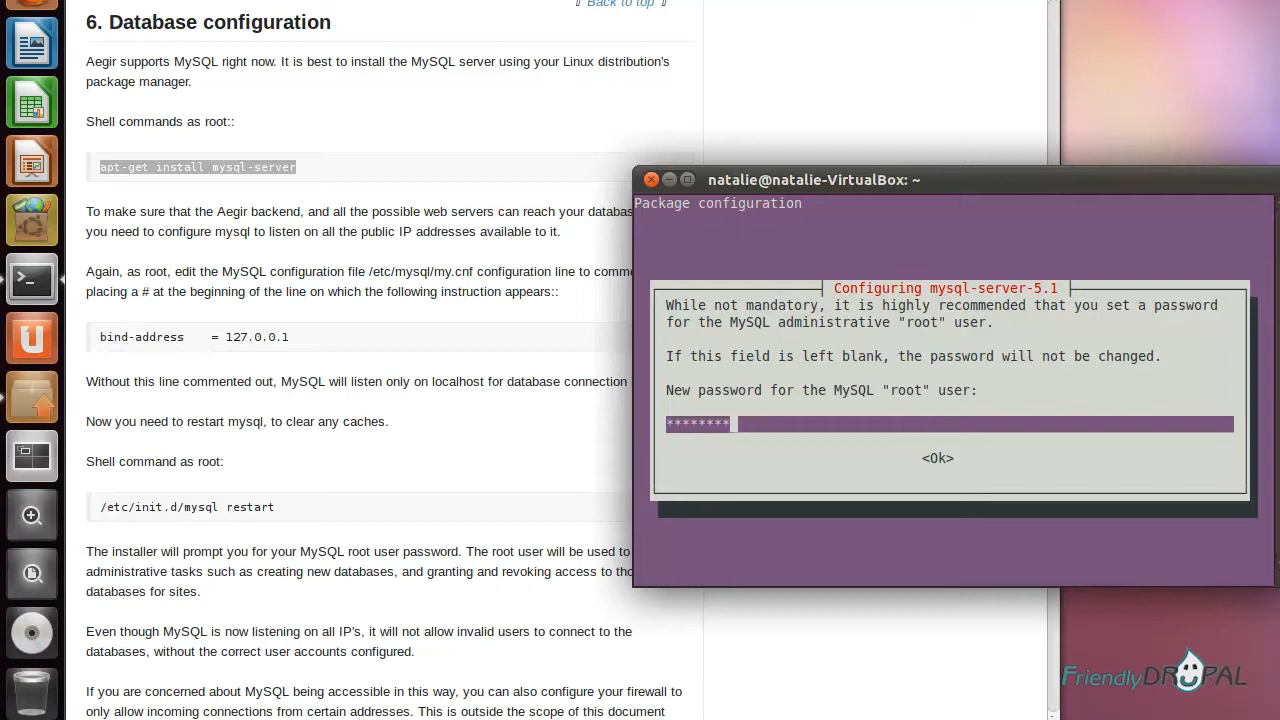 ⇧ Back to top ⇧
6. Database configuration
Aegir supports MySQL right now. It is best to install the MySQL server using your Linux distribution's
package manager.
Shell commands as root::
apt-get install mysql-server
To make sure that the Aegir backend, and all the possible web servers can reach your databas
you need to configure mysql to listen on all the public IP addresses available to it.
Again, as root, edit the MySQL configuration file /etc/mysql/my.cnf configuration line to comme
placing a # at the beginning of the line on which the following instruction appears::
bind-address = 127.0.0.1
Without this line commented out, MySQL will listen only on localhost for database connection
Now you need to restart mysql, to clear any caches.
Shell command as root:
/etc/init.d/mysql restart
The installer will prompt you for your MySQL root user password. The root user will be used to
administrative tasks such as creating new databases, and granting and revoking access to tho
databases for sites.
Even though MySQL is now listening on all IP's, it will not allow invalid users to connect to the
databases, without the correct user accounts configured.
If you are concerned about MySQL being accessible in this way, you can also configure your firewall to
only allow incoming connections from certain addresses. This is outside the scope of this document
natalie@natalie-VirtualBox: ~
Package configuration
Configuring mysql-server-5.1
While not mandatory, it is highly recommended that you set a password
for the MySQL administrative "root" user.
If this field is left blank, the password will not be changed.
New password for the MySQL "root" user:
********
<Ok>
FriendlyDRUPAL